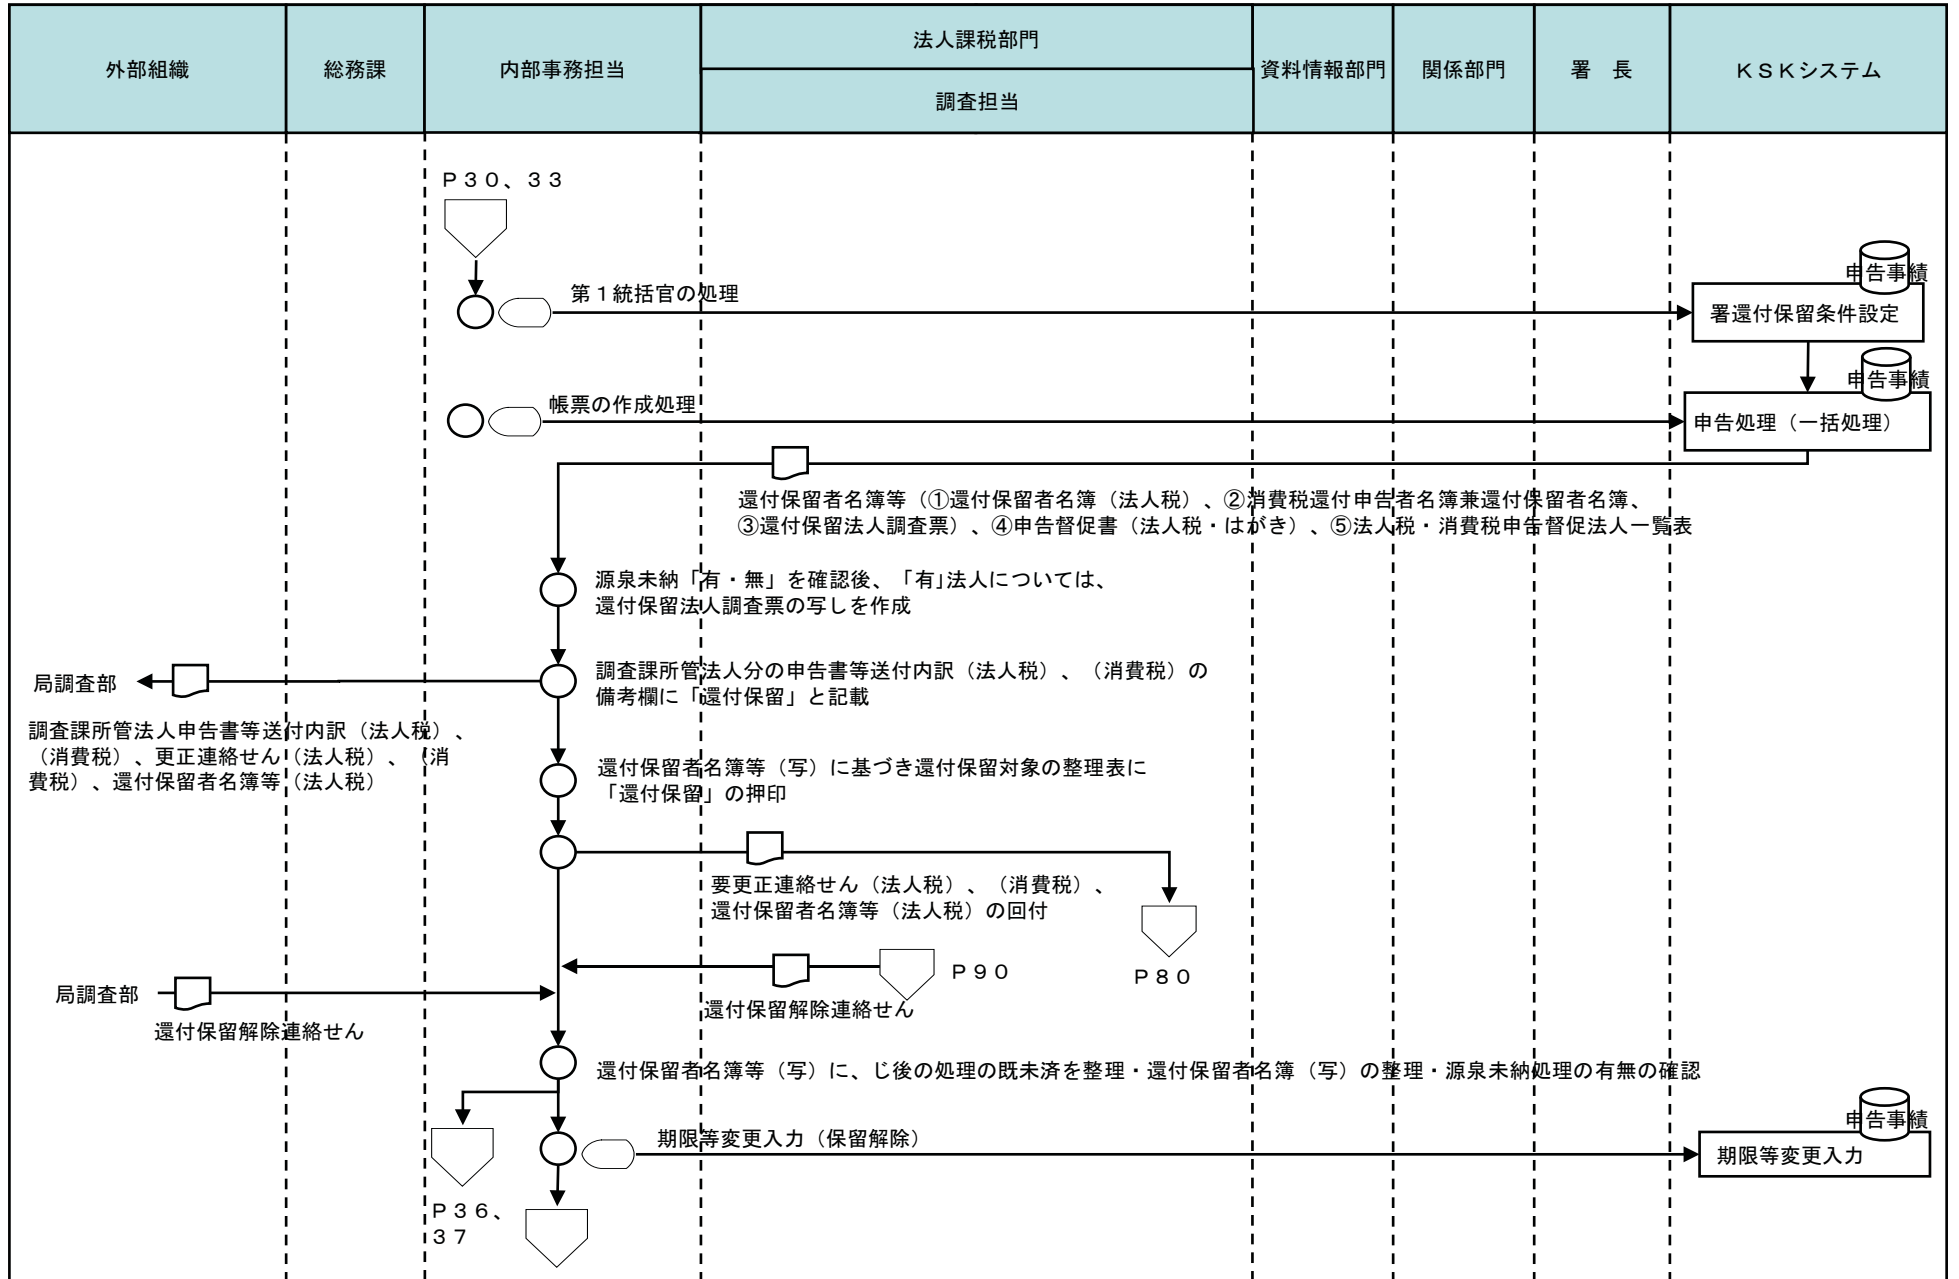 外部組織
総務課
内部事務担当
法人課税部門
調査担当
資料情報部門
関係部門
署　長
ＫＳＫシステム
Ｐ３０、３３
第１統括官の処理
申告事績
署還付保留条件設定
帳票の作成処理
申告事績
申告処理（一括処理）
還付保留者名簿等（①還付保留者名簿（法人税）、②消費税還付申告者名簿兼還付保留者名簿、
③還付保留法人調査票）、④申告督促書（法人税・はがき）、⑤法人税・消費税申告督促法人一覧表
源泉未納「有・無」を確認後、「有」法人については、
還付保留法人調査票の写しを作成
局調査部
調査課所管法人分の申告書等送付内訳（法人税）、（消費税）の
備考欄に「還付保留」と記載
調査課所管法人申告書等送付内訳（法人税）、
（消費税）、更正連絡せん（法人税）、（消
費税）、還付保留者名簿等（法人税）
還付保留者名簿等（写）に基づき還付保留対象の整理表に
「還付保留」の押印
要更正連絡せん（法人税）、（消費税）、
還付保留者名簿等（法人税）の回付
Ｐ８０
Ｐ９０
還付保留解除連絡せん
局調査部
還付保留解除連絡せん
還付保留者名簿等（写）に、じ後の処理の既未済を整理・還付保留者名簿（写）の整理・源泉未納処理の有無の確認
期限等変更入力（保留解除）
申告事績
期限等変更入力
Ｐ３６、
３７